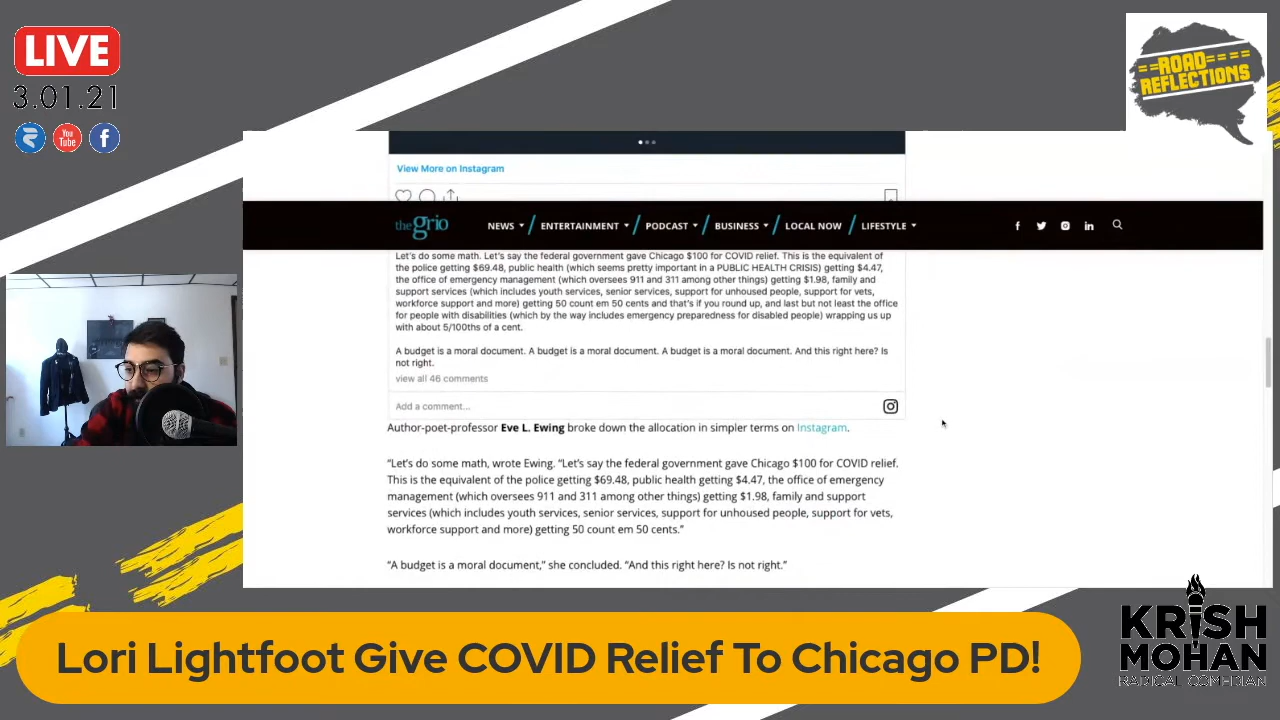 LIVE
3.01.21
You
Tube
==ROAD====
REFLECTIONS
View More on Instagram
thegrio
NEWS
ENTERTAINMENT
PODCAST
BUSINESS
LOCAL NOW
LIFESTYLE
Let's do some math. Let's say the federal government gave Chicago $100 for COVID relief. This is the equivalent of
the police getting $69.48, public health (which seems pretty important in a PUBLIC HEALTH CRISIS) getting $4.47,
the office of emergency management (which oversees 911 and 311 among other things) getting $1.98, family and
support services (which includes youth services, senior services, support for unhoused people, support for vets,
workforce support and more) getting 50 count em 50 cents and that's if you round up, and last but not least the office
for people with disabilities (which by the way includes emergency preparedness for disabled people) wrapping us up
with about 5/100ths of a cent.
A budget is a moral document. A budget is a moral document. A budget is a moral document. And this right here? Is
not right.
view all 46 comments
Add a comment...
Author-poet-professor Eve L. Ewing broke down the allocation in simpler terms on Instagram.
“Let's do some math, wrote Ewing. “Let's say the federal government gave Chicago $100 for COVID relief.
This is the equivalent of the police getting $69.48, public health getting $4.47, the office of emergency
management (which oversees 911 and 311 among other things) getting $1.98, family and support
services (which includes youth services, senior services, support for unhoused people, support for vets,
workforce support and more) getting 50 count em 50 cents.”
“A budget is a moral document,” she concluded. “And this right here? Is not right.”
Lori Lightfoot Give COVID Relief To Chicago PD!
KRISH
MOHAN
RADICAL COMEDIAN